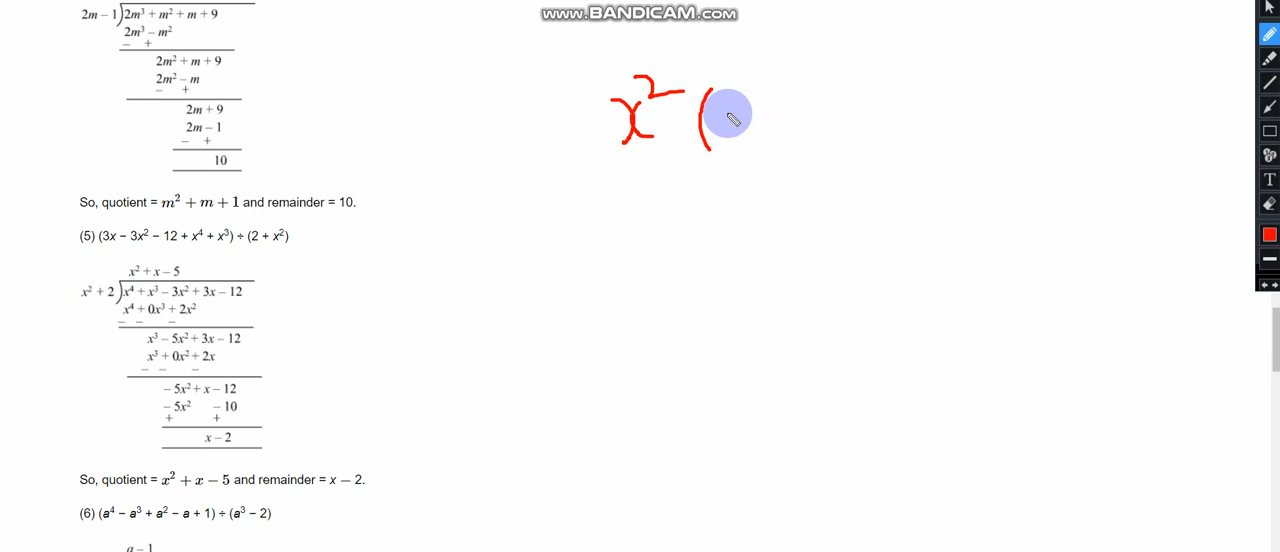 www.BANDICAM.com
2m − 1)2m³ + m² + m + 9
2m³ − m²
− +
2m² + m + 9
2m² − m
− +
2m + 9
2m − 1
− +
10
x² (
So, quotient = m² + m + 1 and remainder = 10.
(5) (3x − 3x² − 12 + x⁴ + x³) ÷ (2 + x²)
x² + x − 5
x² + 2)x⁴ + x³ − 3x² + 3x − 12
x⁴ + 0x³ + 2x²
− − −
x³ − 5x² + 3x − 12
x³ + 0x² + 2x
− − −
− 5x² + x − 12
− 5x² − 10
+ +
x − 2
So, quotient = x² + x − 5 and remainder = x − 2.
(6) (a⁴ − a³ + a² − a + 1) ÷ (a³ − 2)
a − 1
T